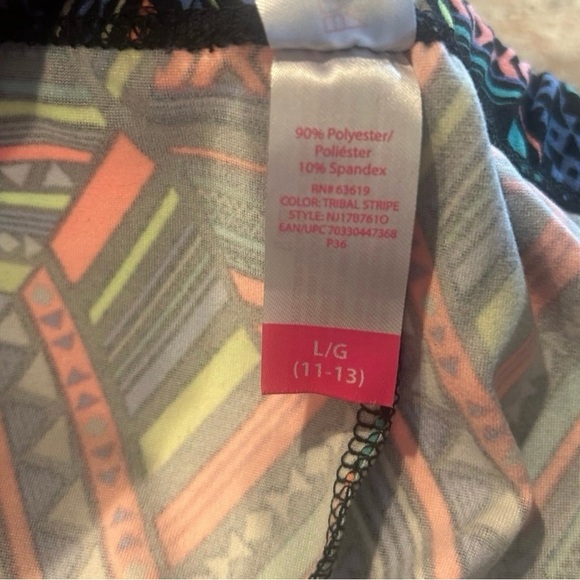 90% Polyester/
Poliéster
10% Spandex
RN# 63619
COLOR: TRIBAL STRIPE
STYLE: NJ178761O
EAN/UPC 70330447368
P36
L/G
(11-13)